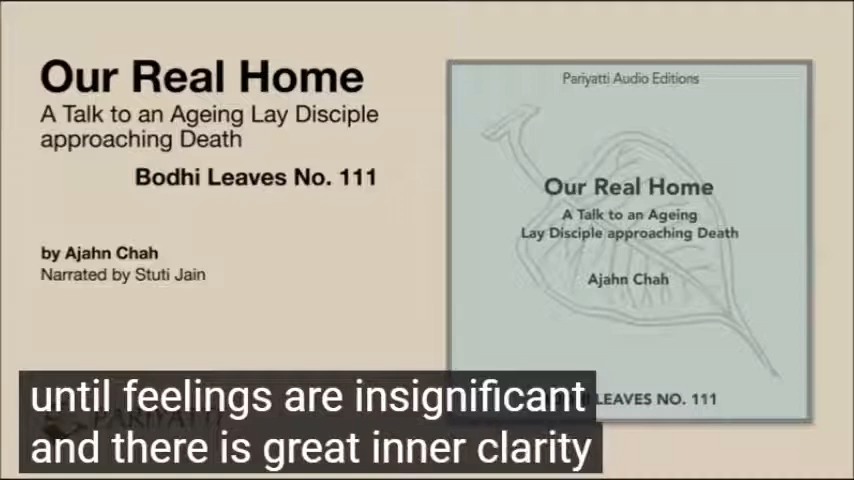 Our Real Home
A Talk to an Ageing Lay Disciple
approaching Death
Bodhi Leaves No. 111
by Ajahn Chah
Narrated by Stuti Jain
Pariyatti Audio Editions
Our Real Home
A Talk to an Ageing
Lay Disciple approaching Death
Ajahn Chah
LEAVES NO. 111
PARIYATTI
until feelings are insignificant
and there is great inner clarity